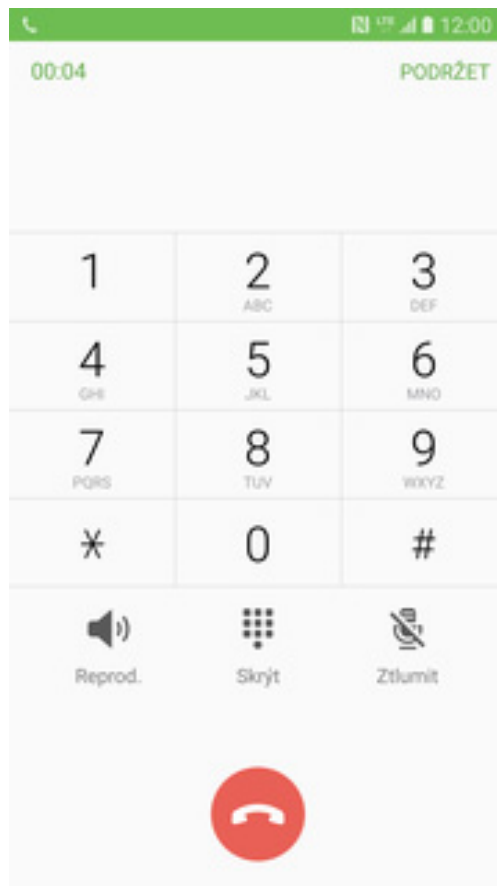 LTE 12:00
00:04 PODRŽET
1 2 3
ABC DEF
4 5 6
GHI JKL MNO
7 8 9
PQRS TUV WXYZ
* 0 #
Reprod. Skrýt Ztlumit